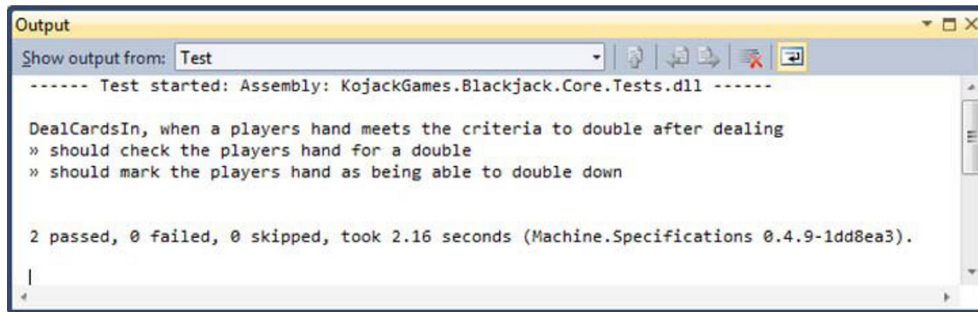 Output
Show output from: Test
------ Test started: Assembly: KojackGames.Blackjack.Core.Tests.dll ------
DealCardsIn, when a players hand meets the criteria to double after dealing
» should check the players hand for a double
» should mark the players hand as being able to double down
2 passed, 0 failed, 0 skipped, took 2.16 seconds (Machine.Specifications 0.4.9-1dd8ea3).